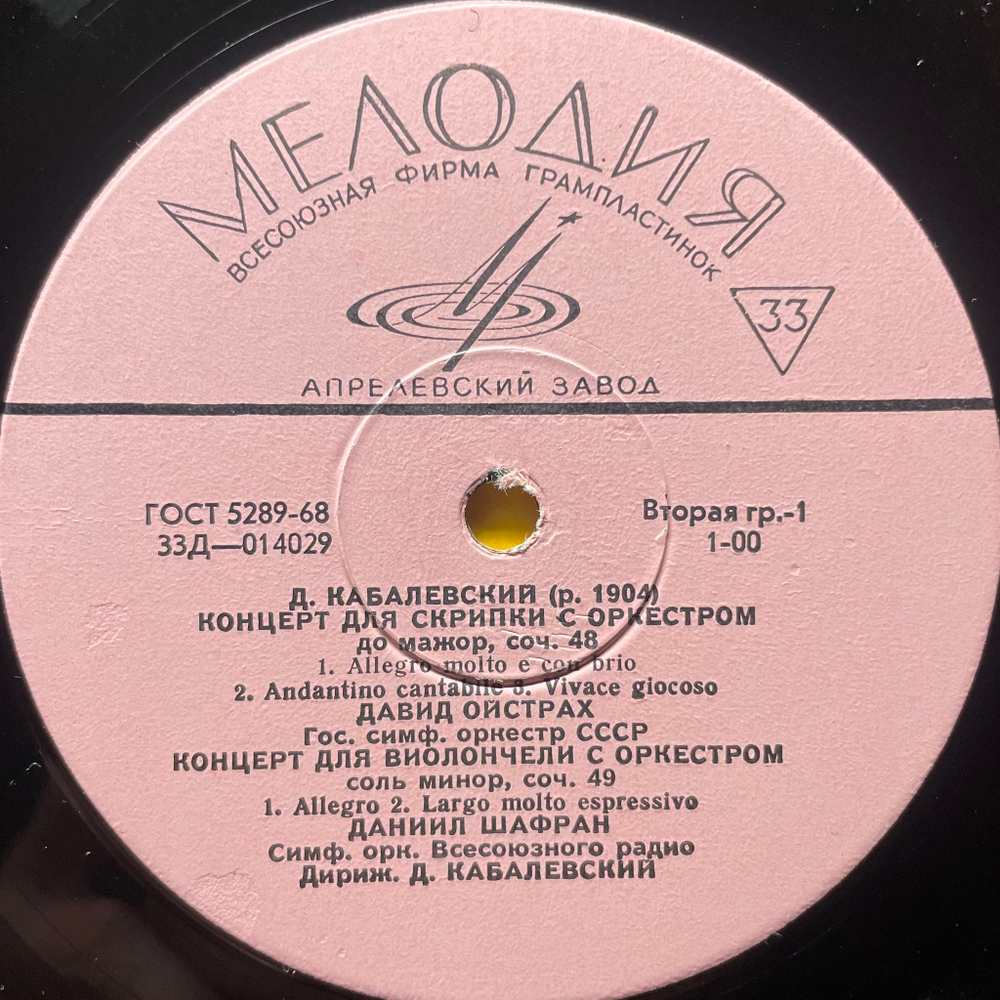 МЕЛОДИЯ
ВСЕСОЮЗНАЯ ФИРМА ГРАМПЛАСТИНОК
33
АПРЕЛЕВСКИЙ ЗАВОД
ГОСТ 5289-68
Вторая гр.-1
33Д—014029
1-00
Д. КАБАЛЕВСКИЙ (р. 1904)
КОНЦЕРТ ДЛЯ СКРИПКИ С ОРКЕСТРОМ
до мажор, соч. 48
1. Allegro molto e con brio
2. Andantino cantabile 3. Vivace giocoso
ДАВИД ОЙСТРАХ
Гос. симф. оркестр СССР
КОНЦЕРТ ДЛЯ ВИОЛОНЧЕЛИ С ОРКЕСТРОМ
соль минор, соч. 49
1. Allegro 2. Largo molto espressivo
ДАНИИЛ ШАФРАН
Симф. орк. Всесоюзного радио
Дириж. Д. КАБАЛЕВСКИЙ